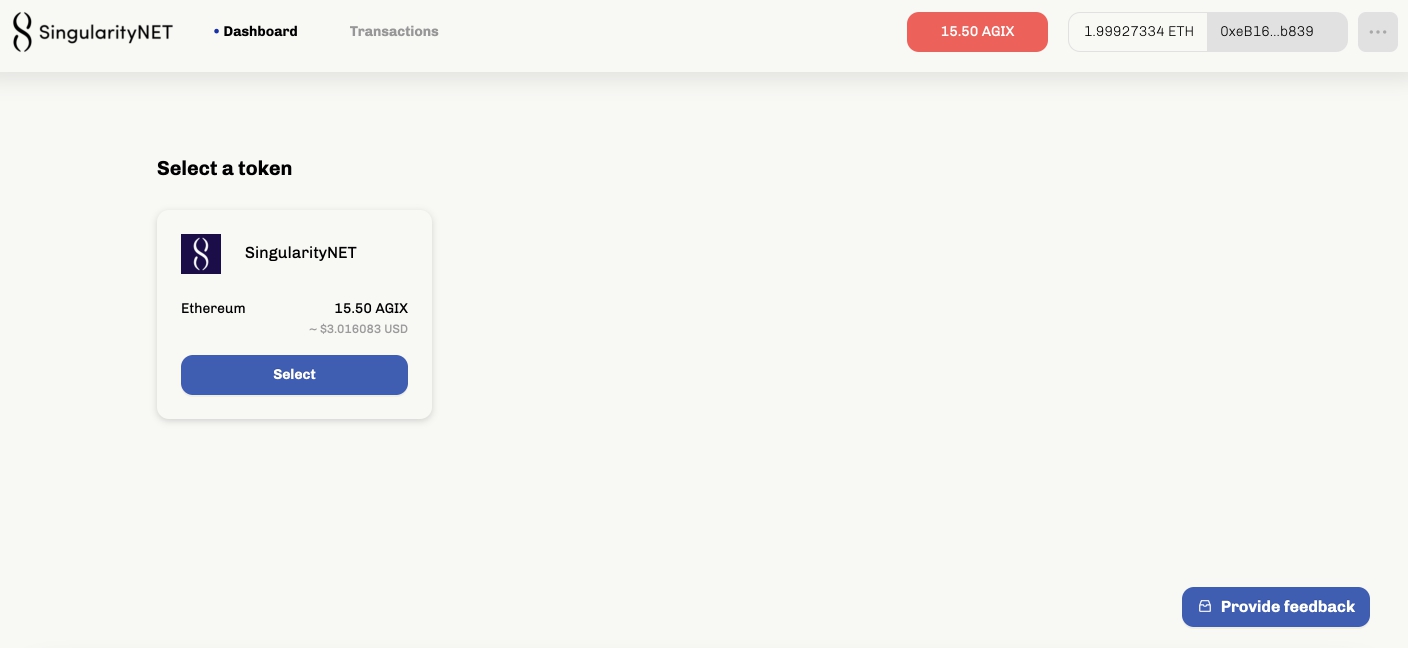 SingularityNET
Dashboard
Transactions
15.50 AGIX
1.99927334 ETH
0xeB16...b839
Select a token
SingularityNET
Ethereum
15.50 AGIX
~ $3.016083 USD
Select
Provide feedback